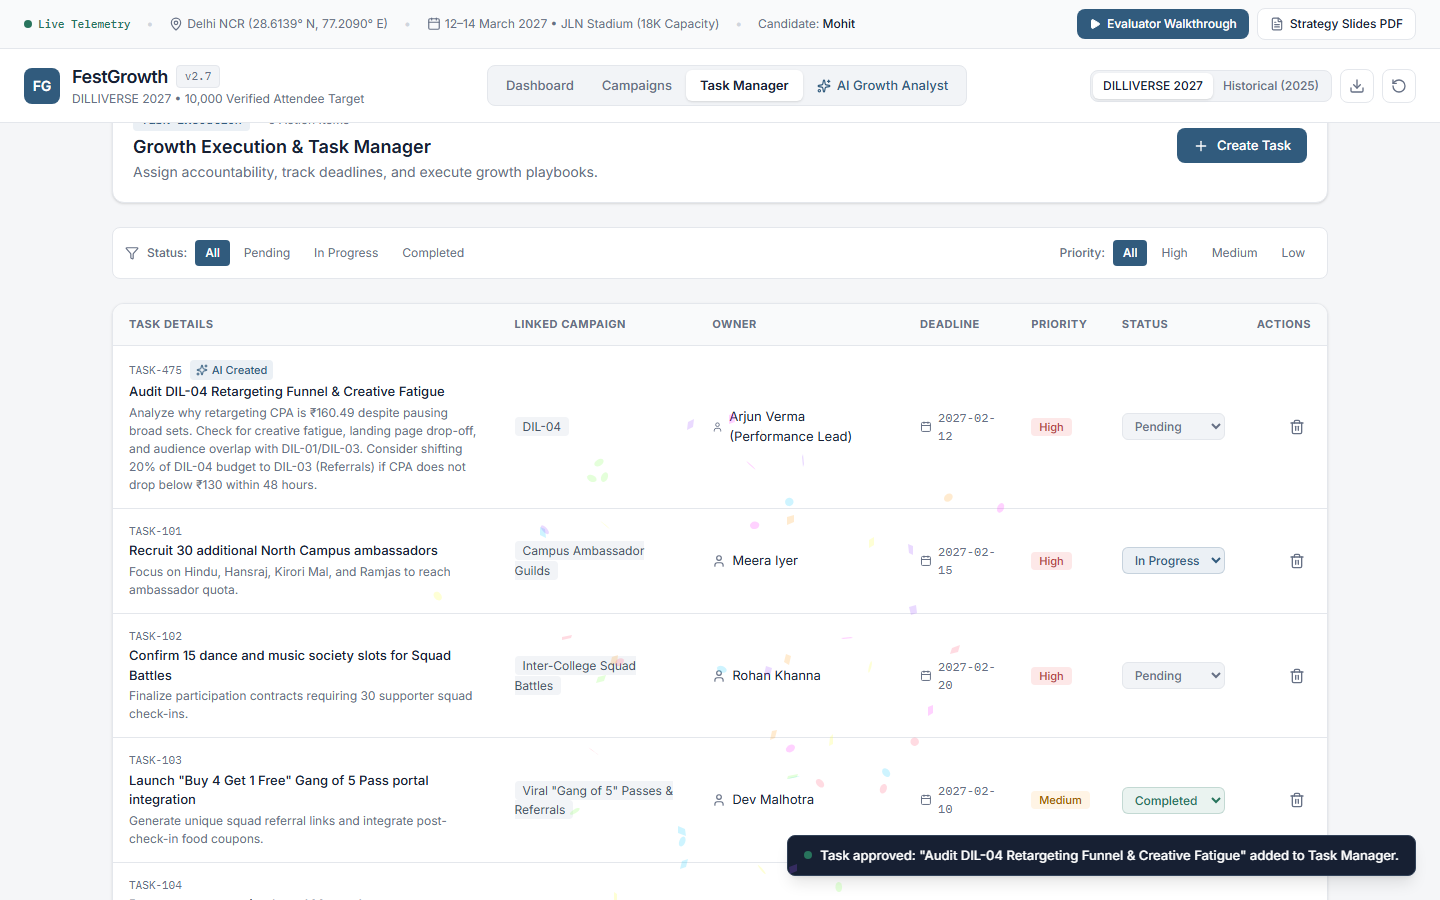 Live Telemetry
Delhi NCR (28.6139° N, 77.2090° E)
12–14 March 2027 • JLN Stadium (18K Capacity)
Candidate: Mohit
Evaluator Walkthrough
Strategy Slides PDF
FG
FestGrowth
v2.7
DILLIVERSE 2027 • 10,000 Verified Attendee Target
Dashboard
Campaigns
Task Manager
AI Growth Analyst
DILLIVERSE 2027
Historical (2025)
Growth Execution & Task Manager
Assign accountability, track deadlines, and execute growth playbooks.
Create Task
Status:
All
Pending
In Progress
Completed
Priority:
All
High
Medium
Low
TASK DETAILS
LINKED CAMPAIGN
OWNER
DEADLINE
PRIORITY
STATUS
ACTIONS
TASK-475
AI Created
Audit DIL-04 Retargeting Funnel & Creative Fatigue
Analyze why retargeting CPA is ₹160.49 despite pausing
broad sets. Check for creative fatigue, landing page drop-off,
and audience overlap with DIL-01/DIL-03. Consider shifting
20% of DIL-04 budget to DIL-03 (Referrals) if CPA does not
drop below ₹130 within 48 hours.
DIL-04
Arjun Verma
(Performance Lead)
2027-02-
12
High
Pending
TASK-101
Recruit 30 additional North Campus ambassadors
Focus on Hindu, Hansraj, Kirori Mal, and Ramjas to reach
ambassador quota.
Campus Ambassador
Guilds
Meera Iyer
2027-02-
15
High
In Progress
TASK-102
Confirm 15 dance and music society slots for Squad
Battles
Finalize participation contracts requiring 30 supporter squad
check-ins.
Inter-College Squad
Battles
Rohan Khanna
2027-02-
20
High
Pending
TASK-103
Launch "Buy 4 Get 1 Free" Gang of 5 Pass portal
integration
Generate unique squad referral links and integrate post-
check-in food coupons.
Viral "Gang of 5" Passes &
Referrals
Dev Malhotra
2027-02-
10
Medium
Completed
TASK-104
Task approved: "Audit DIL-04 Retargeting Funnel & Creative Fatigue" added to Task Manager.